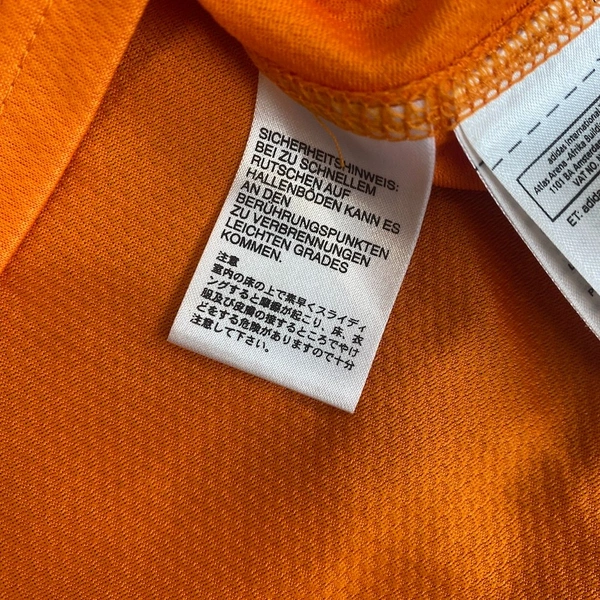 SICHERHEITSHINWEIS:
BEI ZU SCHNELLEM
RUTSCHEN AUF
HALLENBÖDEN KANN ES
AN DEN
BERÜHRUNGSPUNKTEN
ZU VERBRENNUNGEN
LEICHTEN GRADES
KOMMEN.
注意
室内の床の上で素早くスライディ
ングすると摩擦が起こり、床、衣
服及び皮膚の接するところでやけ
どをする危険がありますので十分
注意して下さい。
adidas international
Atlas Arena -Afrika Building
1101 BA Amsterdam
VAT NO.
ET: adidas